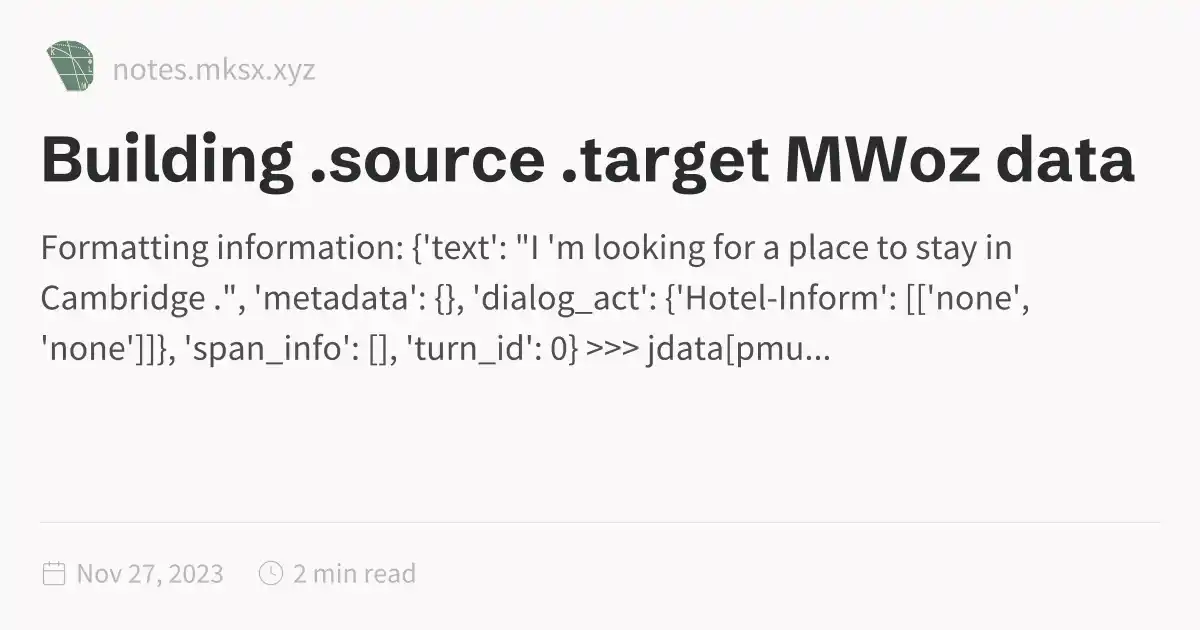 notes.mksx.xyz
Building .source .target MWoz data
Formatting information: {'text': "I 'm looking for a place to stay in
Cambridge .", 'metadata': {}, 'dialog_act': {'Hotel-Inform': [['none',
'none']]}, 'span_info': [], 'turn_id': 0} >>> jdata[pmu...
Nov 27, 2023 2 min read